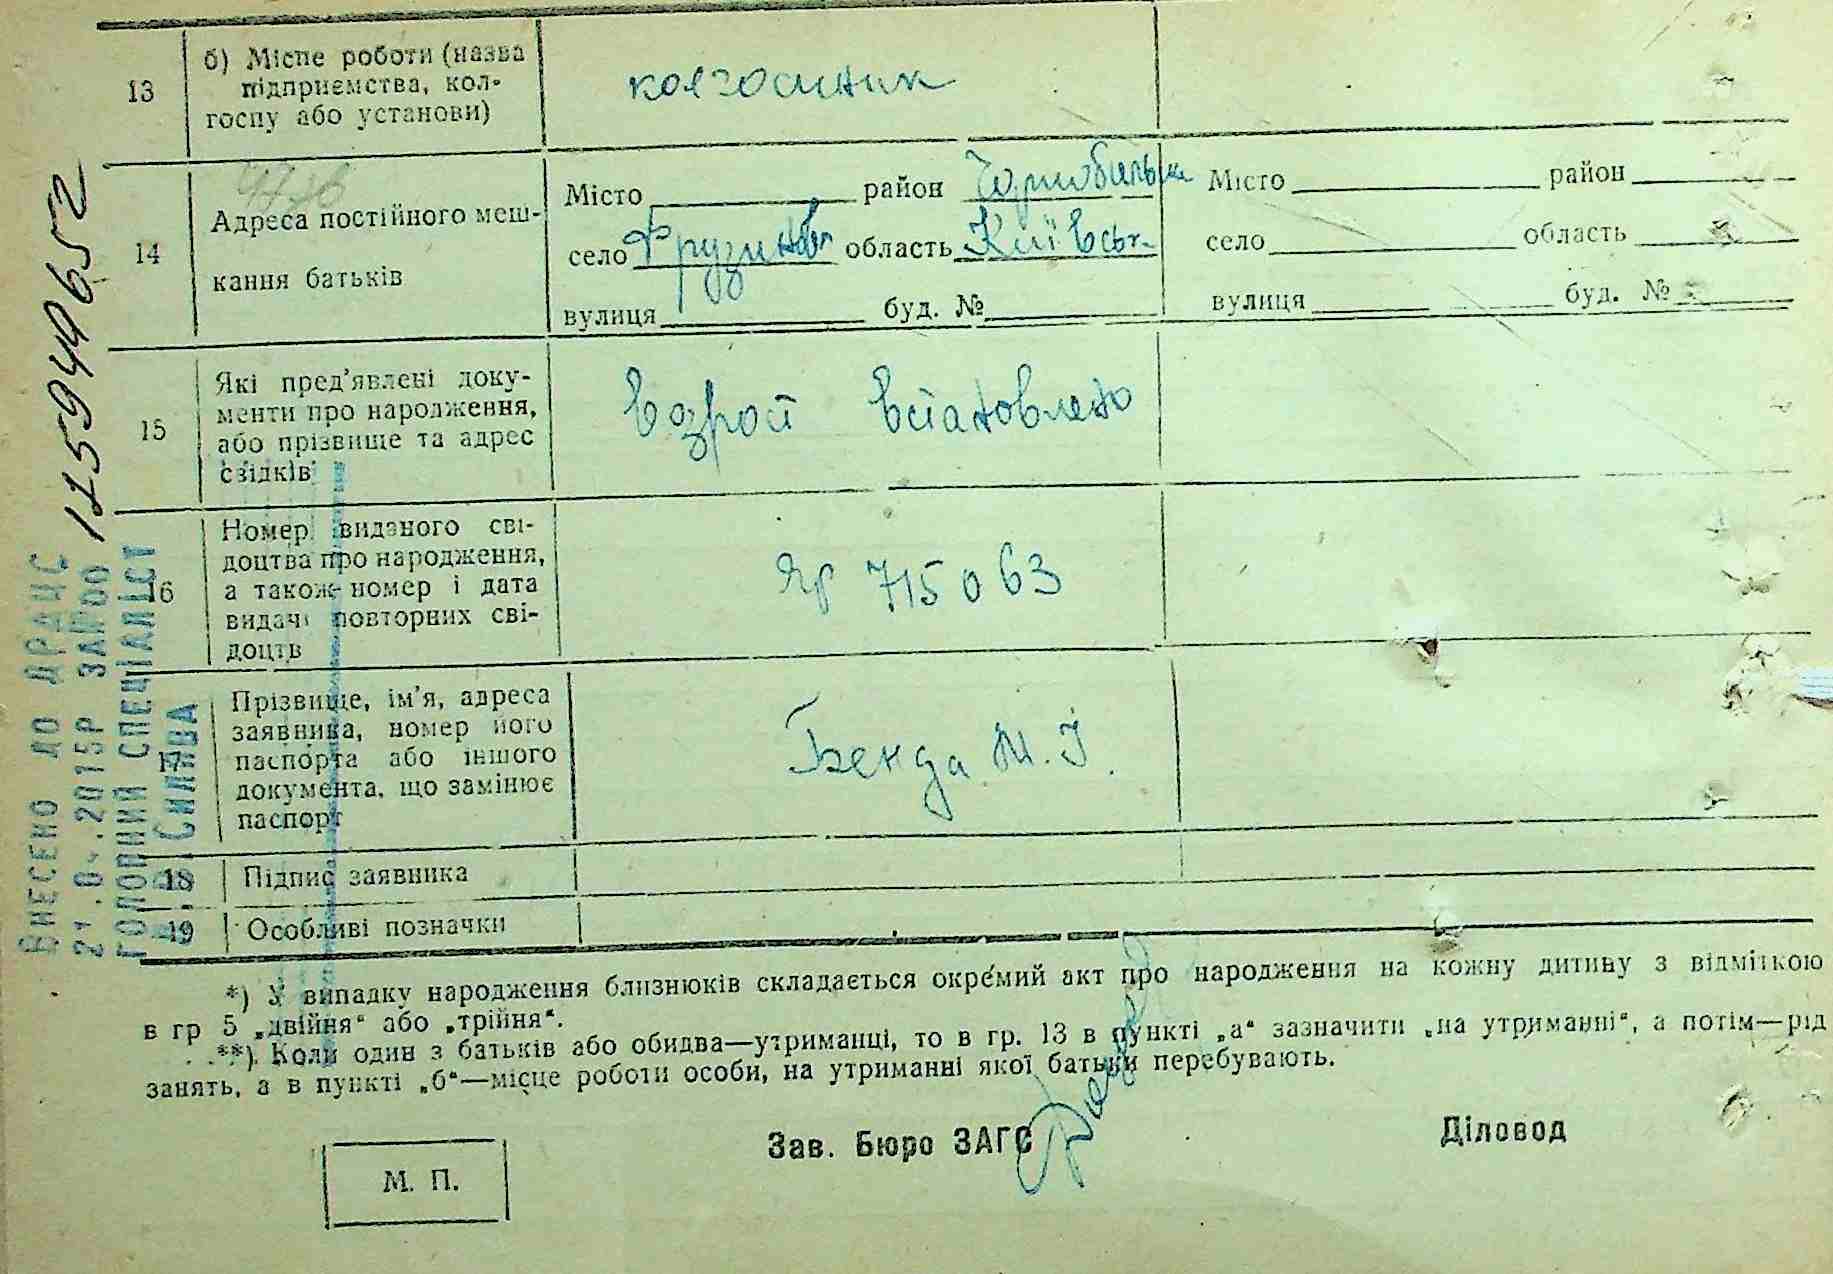 13
б) Місце роботи (назва
підприємства, кол-
госпу або установи)
колгоспник
14
Адреса постійного меш-
кання батьків
Місто район Чорнобильськ
село область Київськ.
вулиця буд. №
Місто район
село область
вулиця буд. №
15
Які пред'явлені доку-
менти про народження,
або прізвище та адрес
свідків
Возрост встановлено
16
Номер виданого сві-
доцтва про народження,
а також номер і дата
видачі повторних сві-
доцтв
715063
17
Прізвище, ім'я, адреса
заявника, номер його
паспорта або іншого
документа, що замінює
паспорт
Бенда М. І.
18
Підпис заявника
19
Особливі позначки
*) У випадку народження близнюків складається окремий акт про народження на кожну дитину з відміткою
в гр 5 „двійня“ або „трійня“.
**) Коли один з батьків або обидва—утриманці, то в гр. 13 в пункті „а“ зазначити „на утриманні“, а потім—рід
занять, а в пункті „б“—місце роботи особи, на утриманні якої батьки перебувають.
Зав. Бюро ЗАГС
Діловод
М. П.
Внесено до ДРАЦС
ГОЛОВНИЙ СПЕЦІАЛІСТ